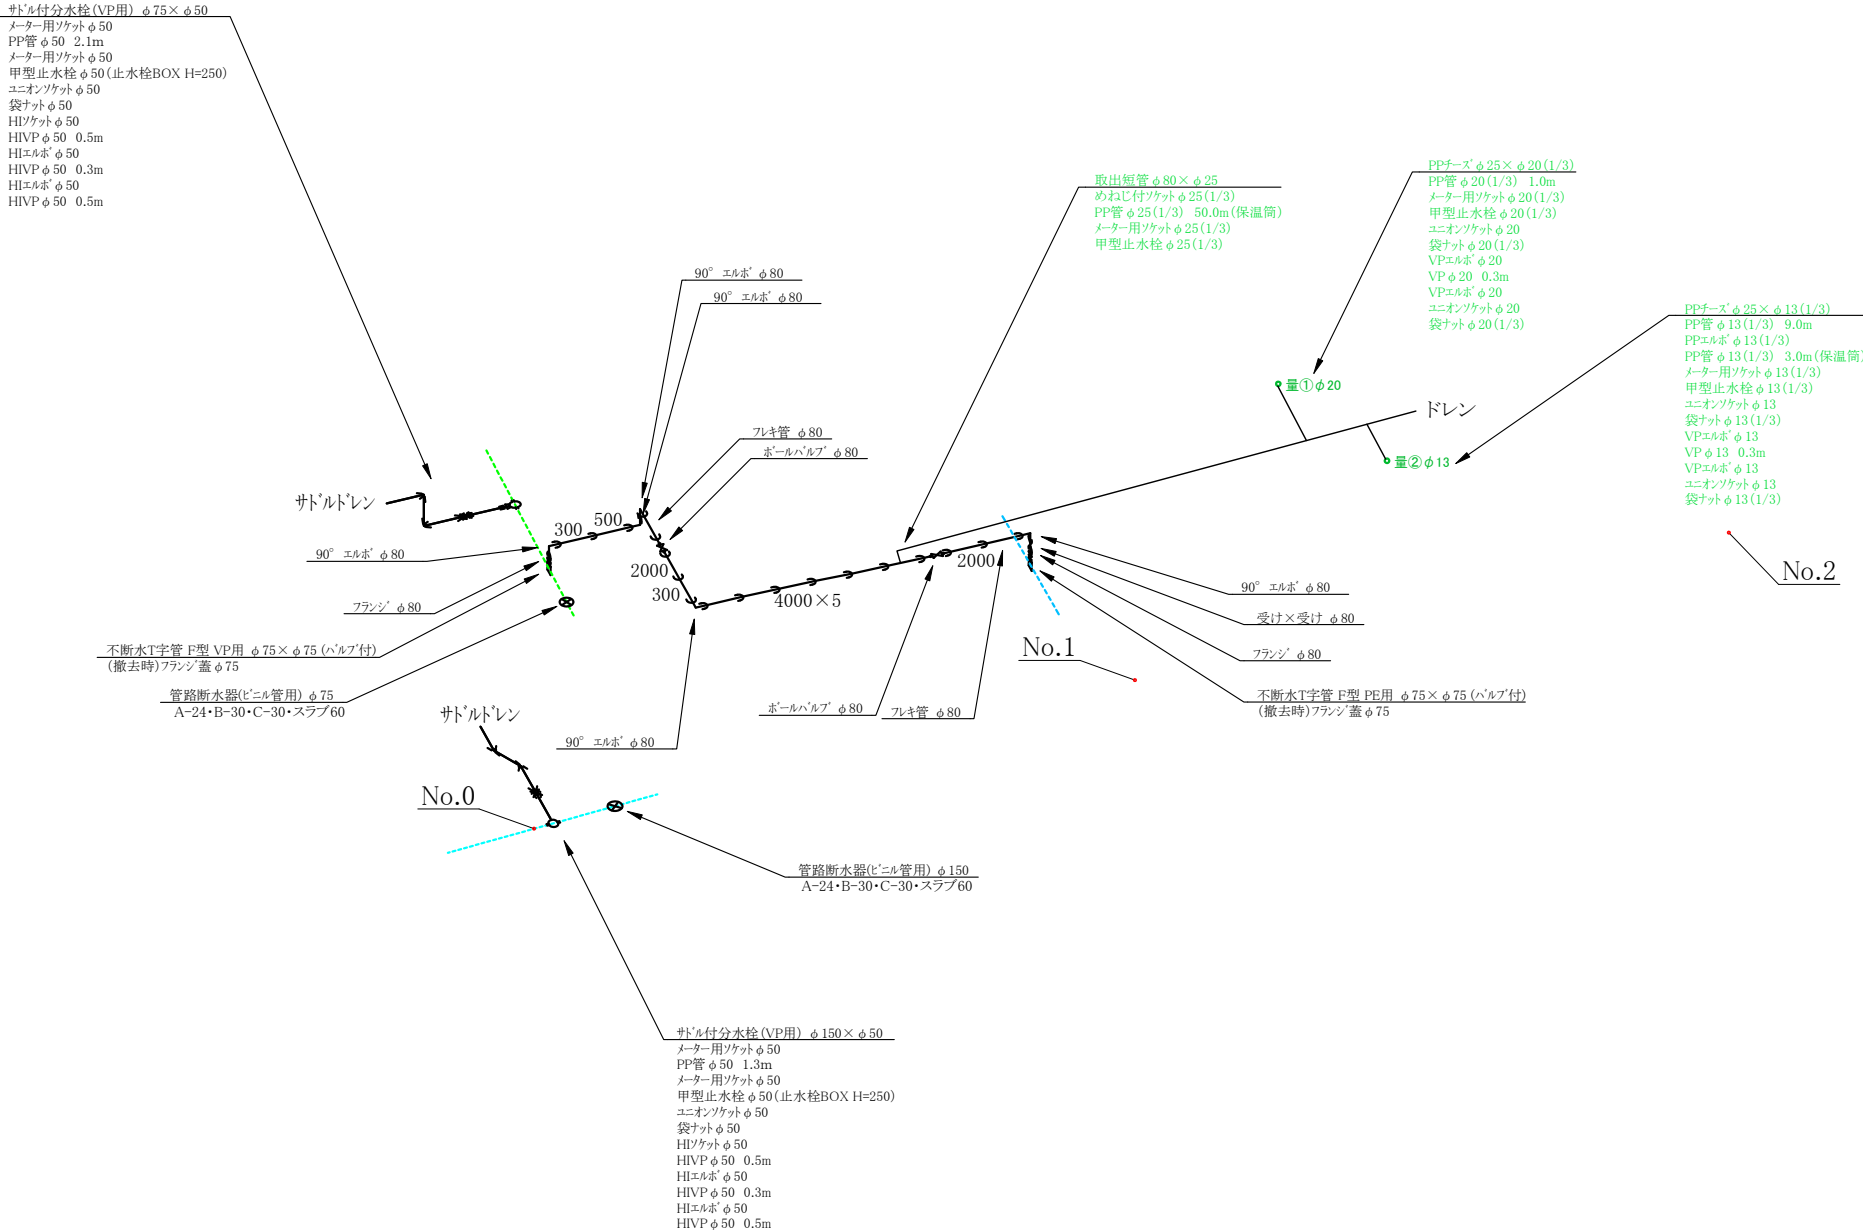 サドル付分水栓(VP用) φ75×φ50
メーター用ソケットφ50
PP管φ50 2.1m
メーター用ソケットφ50
甲型止水栓φ50(止水栓BOX H=250)
ユニオンソケットφ50
袋ナットφ50
HIソケットφ50
HIVPφ50 0.5m
HIエルボφ50
HIVPφ50 0.3m
HIエルボφ50
HIVPφ50 0.5m
取出短管φ80×φ25
めねじ付ソケットφ25(1/3)
PP管φ25(1/3) 50.0m(保温筒)
メーター用ソケットφ25(1/3)
甲型止水栓φ25(1/3)
PPチーズφ25×φ20(1/3)
PP管φ20(1/3) 1.0m
メーター用ソケットφ20(1/3)
甲型止水栓φ20(1/3)
ユニオンソケットφ20
袋ナットφ20(1/3)
VPエルボφ20
VPφ20 0.3m
VPエルボφ20
ユニオンソケットφ20
袋ナットφ20(1/3)
PPチーズφ25×φ13(1/3)
PP管φ13(1/3) 9.0m
PPエルボφ13(1/3)
PP管φ13(1/3) 3.0m(保温筒)
メーター用ソケットφ13(1/3)
甲型止水栓φ13(1/3)
ユニオンソケットφ13
袋ナットφ13(1/3)
VPエルボφ13
VPφ13 0.3m
VPエルボφ13
ユニオンソケットφ13
袋ナットφ13(1/3)
90° エルボ φ80
90° エルボ φ80
量①φ20
ドレン
量②φ13
フレキ管 φ80
ボールバルブ φ80
サドルドレン
300
500
2000
300
4000×5
2000
90° エルボ φ80
フランジ φ80
不断水T字管 F型 VP用 φ75×φ75 (バルブ付)
(撤去時)フランジ蓋φ75
管路断水器(ビニル管用) φ75
A-24・B-30・C-30・スラブ60
90° エルボ φ80
受け×受け φ80
フランジ φ80
不断水T字管 F型 PE用 φ75×φ75 (バルブ付)
(撤去時)フランジ蓋φ75
No.2
No.1
ボールバルブ φ80
フレキ管 φ80
90° エルボ φ80
サドルドレン
No.0
管路断水器(ビニル管用) φ150
A-24・B-30・C-30・スラブ60
サドル付分水栓(VP用) φ150×φ50
メーター用ソケットφ50
PP管φ50 1.3m
メーター用ソケットφ50
甲型止水栓φ50(止水栓BOX H=250)
ユニオンソケットφ50
袋ナットφ50
HIソケットφ50
HIVPφ50 0.5m
HIエルボφ50
HIVPφ50 0.3m
HIエルボφ50
HIVPφ50 0.5m